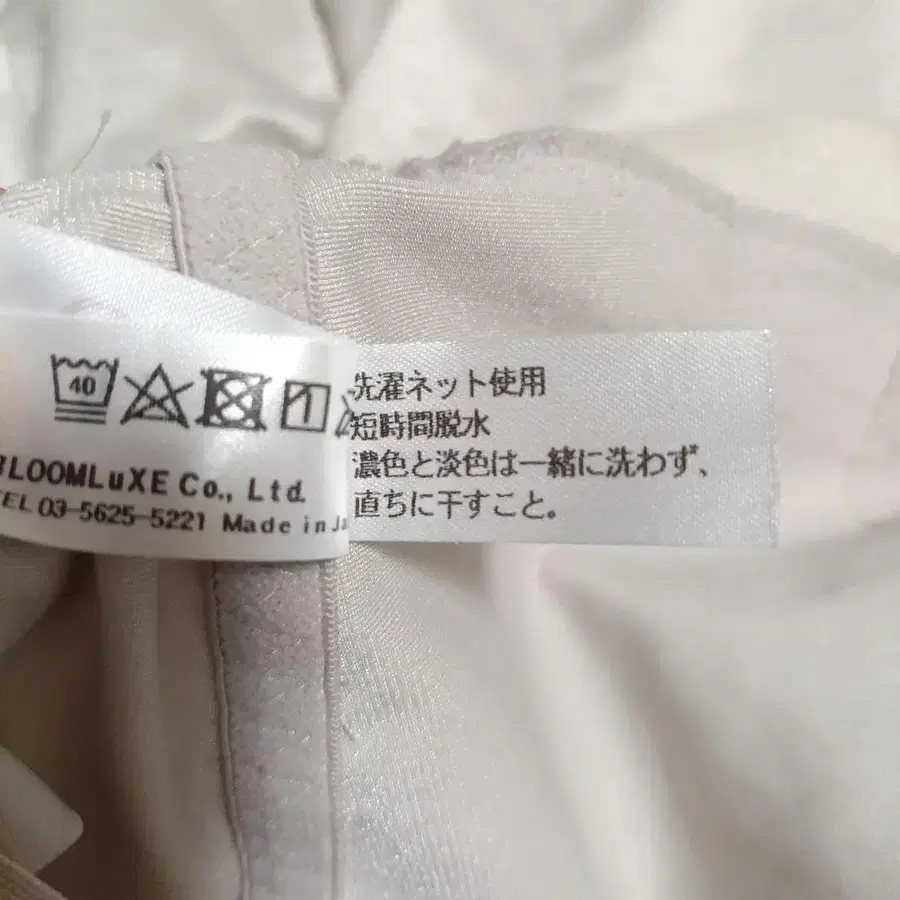 40
BLOOMLuXE Co., Ltd.
TEL 03-5625-5221 Made in Ja
洗濯ネット使用
短時間脱水
濃色と淡色は一緒に洗わず、
直ちに干すこと。